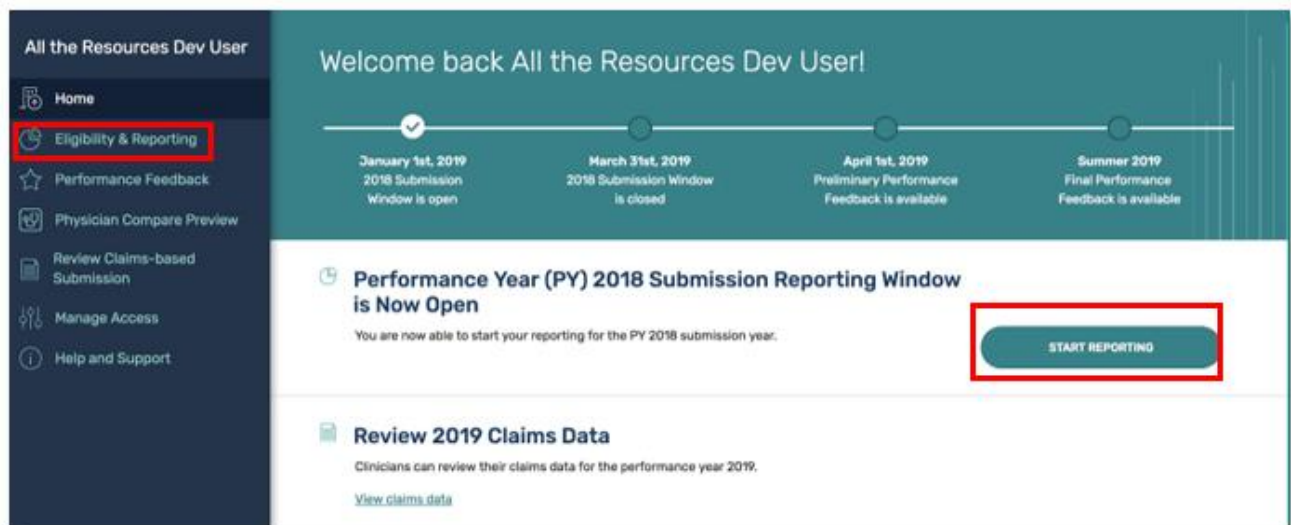 All the Resources Dev User
Home
Eligibility & Reporting
Performance Feedback
Physician Compare Preview
Review Claims-based
Submission
Manage Access
Help and Support
Welcome back All the Resources Dev User!
January 1st, 2019
2018 Submission
Window is open
March 31st, 2019
2018 Submission Window
is closed
April 1st, 2019
Preliminary Performance
Feedback is available
Summer 2019
Final Performance
Feedback is available
Performance Year (PY) 2018 Submission Reporting Window
is Now Open
You are now able to start your reporting for the PY 2018 submission year.
START REPORTING
Review 2019 Claims Data
Clinicians can review their claims data for the performance year 2019.
View claims data